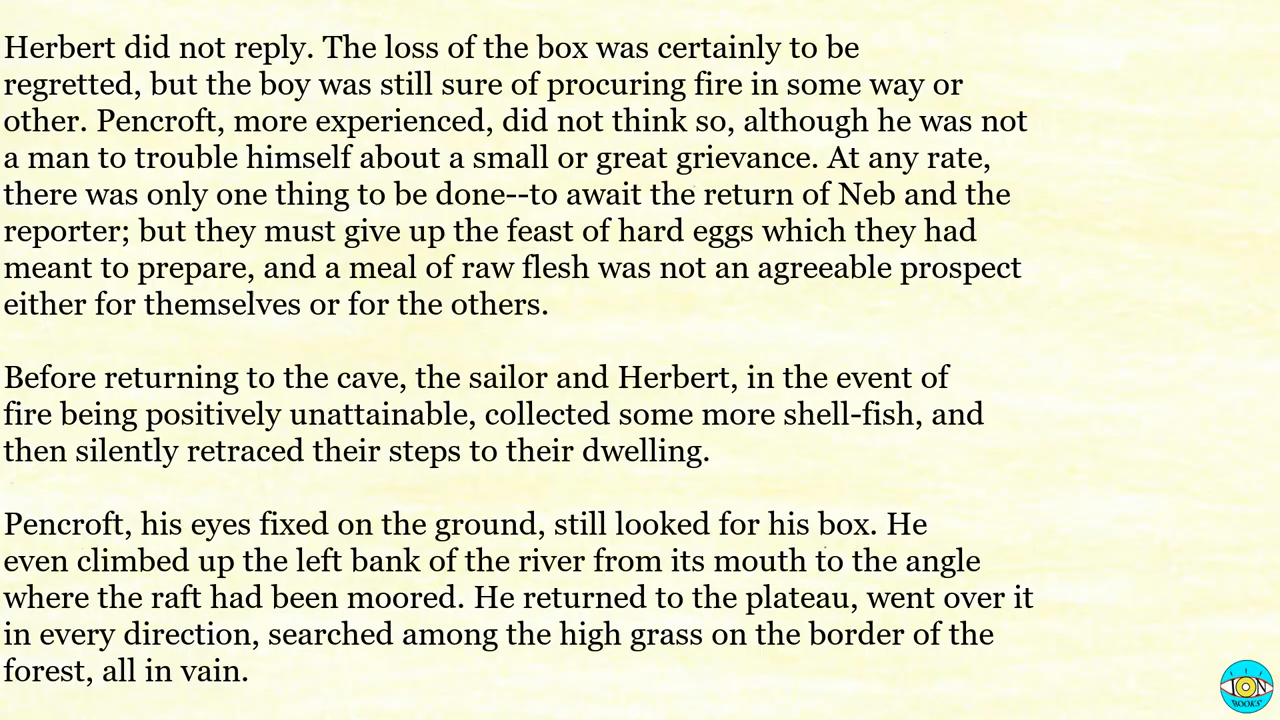 Herbert did not reply. The loss of the box was certainly to be
regretted, but the boy was still sure of procuring fire in some way or
other. Pencroft, more experienced, did not think so, although he was not
a man to trouble himself about a small or great grievance. At any rate,
there was only one thing to be done--to await the return of Neb and the
reporter; but they must give up the feast of hard eggs which they had
meant to prepare, and a meal of raw flesh was not an agreeable prospect
either for themselves or for the others.
Before returning to the cave, the sailor and Herbert, in the event of
fire being positively unattainable, collected some more shell-fish, and
then silently retraced their steps to their dwelling.
Pencroft, his eyes fixed on the ground, still looked for his box. He
even climbed up the left bank of the river from its mouth to the angle
where the raft had been moored. He returned to the plateau, went over it
in every direction, searched among the high grass on the border of the
forest, all in vain.
ION
BOOKS